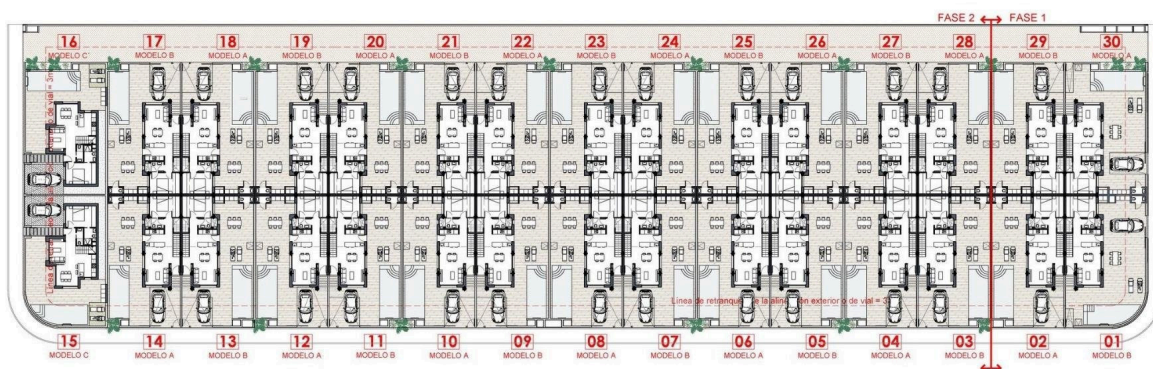 FASE 2 FASE 1
16 17 18 19 20 21 22 23 24 25 26 27 28 29 30
MODELO C MODELO B MODELO A MODELO B MODELO A MODELO B MODELO A MODELO B MODELO A MODELO B MODELO A MODELO B MODELO A MODELO B MODELO A
Linea de retranqueo de la alineación exterior o de vial = 3
15 14 13 12 11 10 09 08 07 06 05 04 03 02 01
MODELO C MODELO A MODELO B MODELO A MODELO B MODELO A MODELO B MODELO A MODELO B MODELO A MODELO B MODELO A MODELO B MODELO A MODELO B